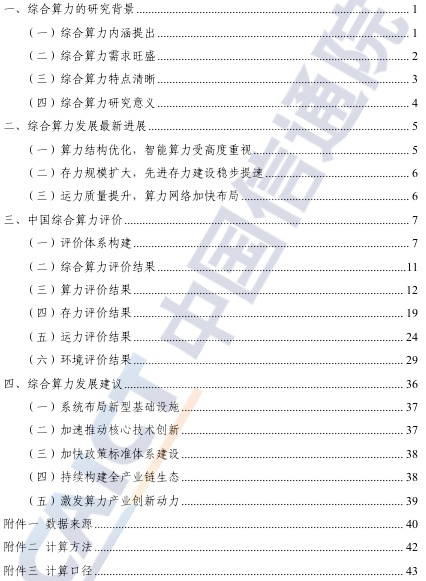 一、综合算力的研究背景 1
（一）综合算力内涵提出 1
（二）综合算力需求旺盛 2
（三）综合算力特点清晰 3
（四）综合算力研究意义 4
二、综合算力发展最新进展 5
（一）算力结构优化，智能算力受高度重视 5
（二）存力规模扩大，先进存力建设稳步提速 6
（三）运力质量提升，算力网络加快布局 6
三、中国综合算力评价 7
（一）评价体系构建 7
（二）综合算力评价结果 11
（三）算力评价结果 12
（四）存力评价结果 19
（五）运力评价结果 24
（六）环境评价结果 29
四、综合算力发展建议 36
（一）系统布局新型基础设施 37
（二）加速推动核心技术创新 37
（三）加快政策标准体系建设 38
（四）持续构建全产业链生态 38
（五）激发算力产业创新动力 39
附件一 数据来源 40
附件二 计算方法 42
附件三 计算口径 43
CAICT 中国信通院